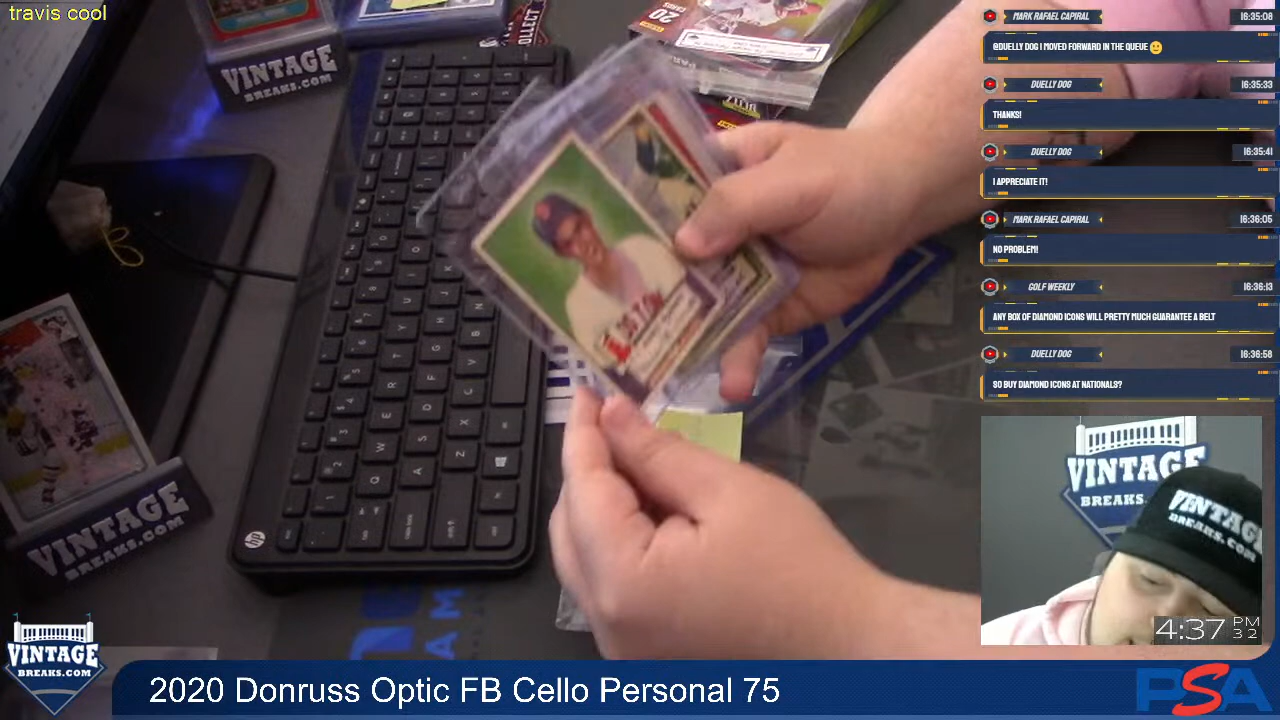 travis cool
VINTAGE
BREAKS.COM
20
CARDS
BOSTON
hp
VINTAGE
BREAKS.COM
MARK RAFAEL CAPIRAL
16:35:08
@DUELLY DOG I MOVED FORWARD IN THE QUEUE 🙂
DUELLY DOG
16:35:33
THANKS!
DUELLY DOG
16:35:41
I APPRECIATE IT!
MARK RAFAEL CAPIRAL
16:36:05
NO PROBLEM!
GOLF WEEKLY
16:36:13
ANY BOX OF DIAMOND ICONS WILL PRETTY MUCH GUARANTEE A BELT
DUELLY DOG
16:36:58
SO BUY DIAMOND ICONS AT NATIONALS?
VINTAGE
BREAKS.
VINTAGE
BREAKS.COM
4:37 PM
32
VINTAGE
BREAKS.COM
2020 Donruss Optic FB Cello Personal 75
PSA